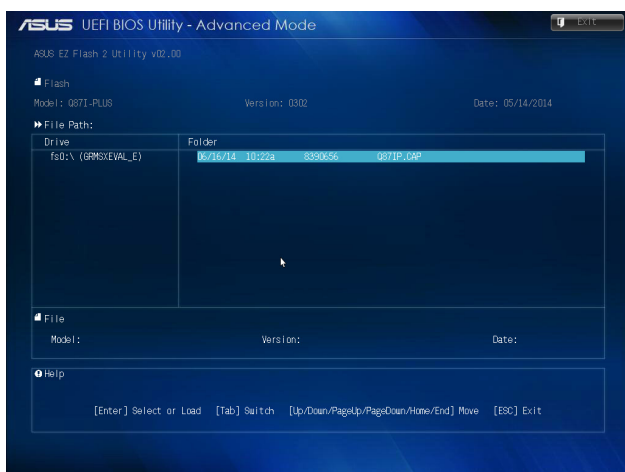 ASUS UEFI BIOS Utility - Advanced Mode
Exit
ASUS EZ Flash 2 Utility v02.00
Flash
Model: Q87I-PLUS Version: 0302 Date: 05/14/2014
File Path:
Drive Folder
fs0:\ (GRMSXEVAL_E) 06/16/14 10:22a 8390656 Q87IP.CAP
File
Model: Version: Date:
Help
[Enter] Select or Load [Tab] Switch [Up/Down/PageUp/PageDown/Home/End] Move [ESC] Exit